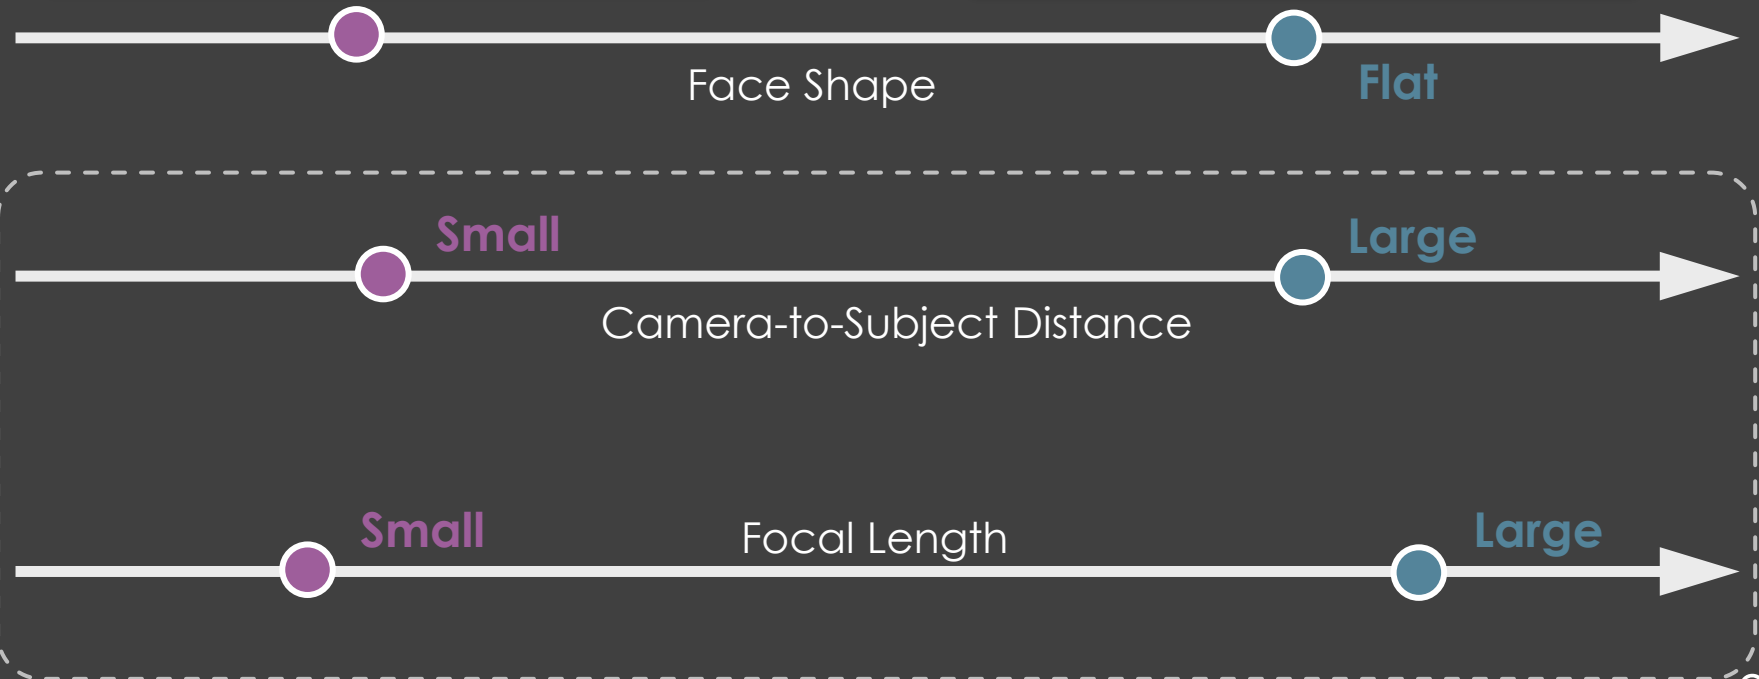 Face Shape
Flat
Small
Large
Camera-to-Subject Distance
Small
Focal Length
Large